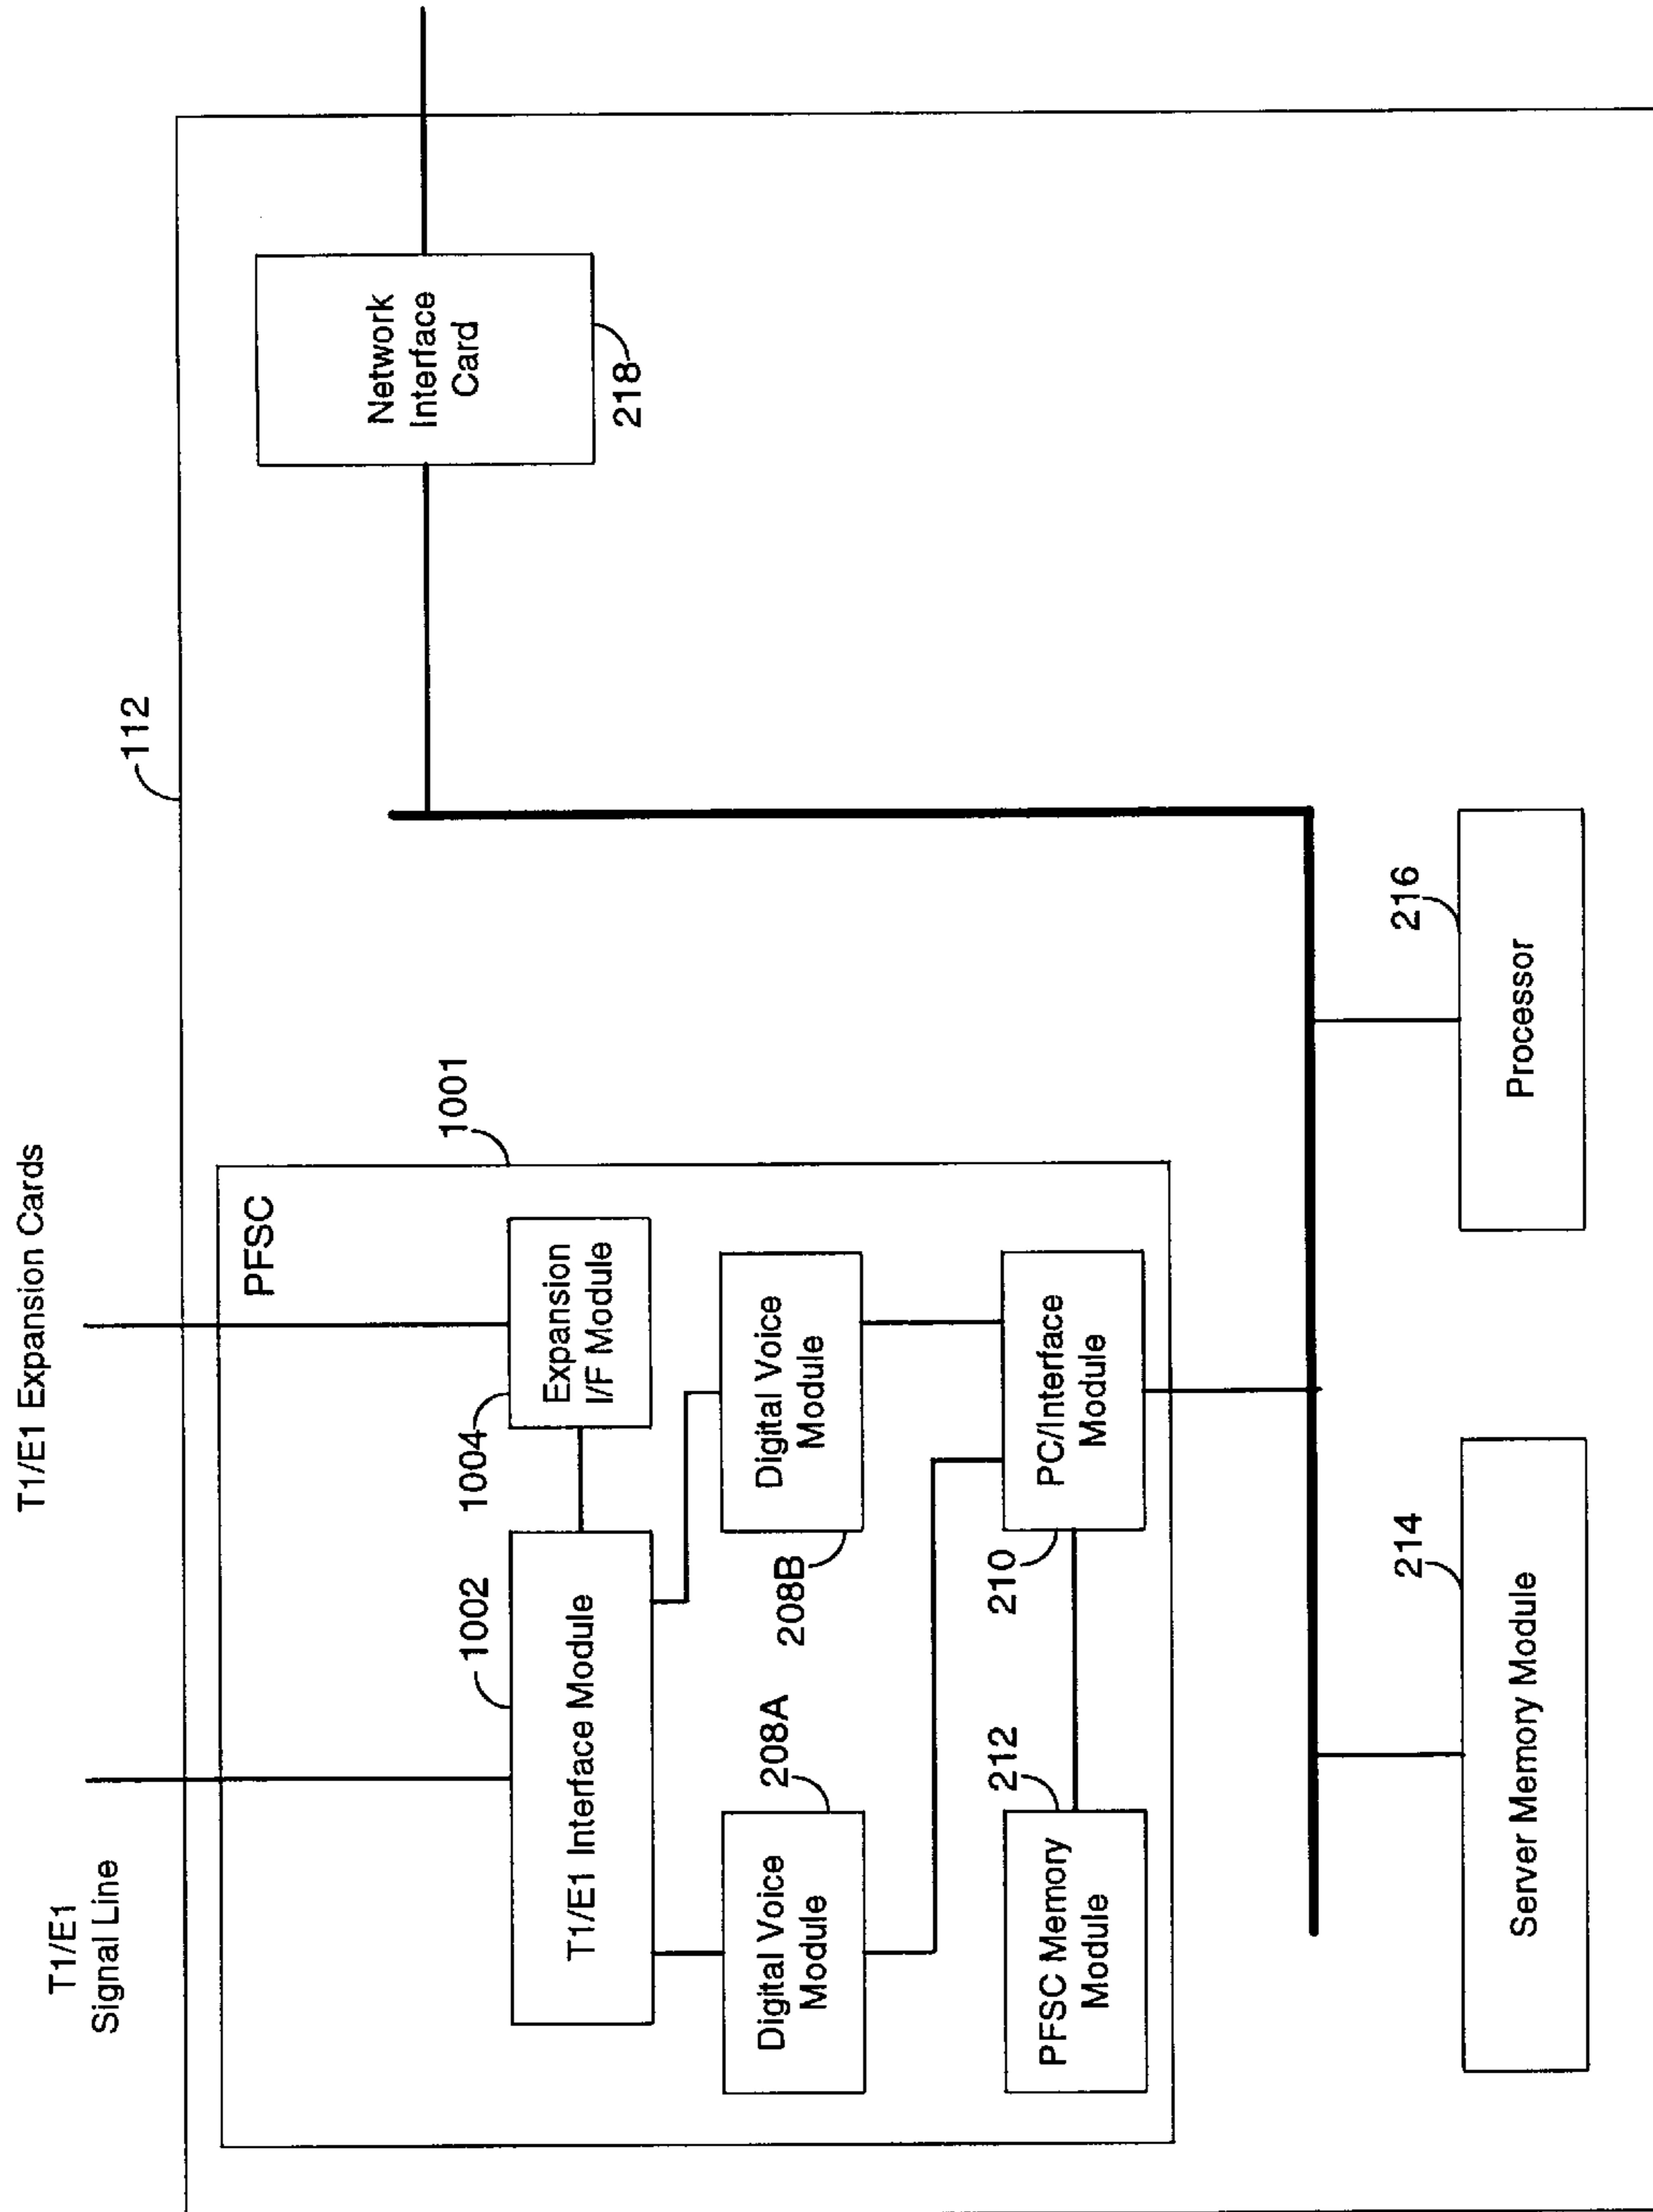 T1/E1
Signal Line
T1/E1 Expansion Cards
112
PFSC
1001
1002
T1/E1 Interface Module
1004
Expansion
I/F Module
208A
Digital Voice
Module
208B
Digital Voice
Module
212
PFSC Memory
Module
210
PC/Interface
Module
Network
Interface
Card
218
214
Server Memory Module
216
Processor